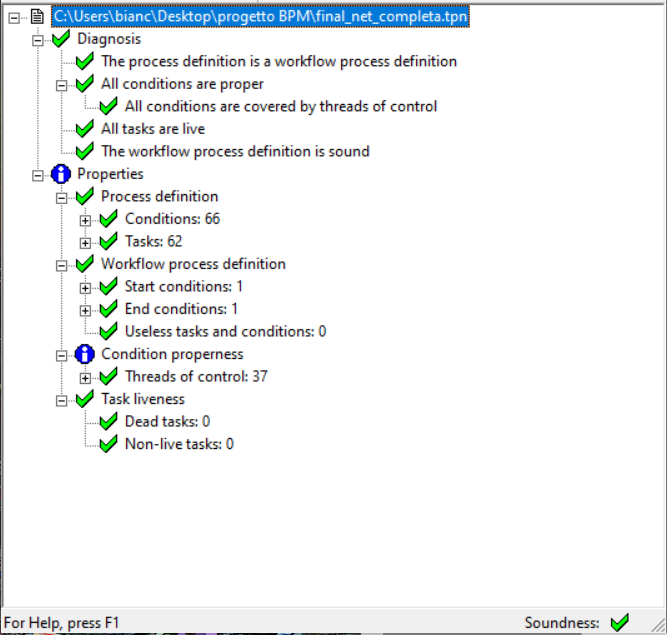 C:\Users\bianc\Desktop\progetto BPM\final_net_completa.tpn
Diagnosis
The process definition is a workflow process definition
All conditions are proper
All conditions are covered by threads of control
All tasks are live
The workflow process definition is sound
Properties
Process definition
Conditions: 66
Tasks: 62
Workflow process definition
Start conditions: 1
End conditions: 1
Useless tasks and conditions: 0
Condition properness
Threads of control: 37
Task liveness
Dead tasks: 0
Non-live tasks: 0
For Help, press F1 Soundness: